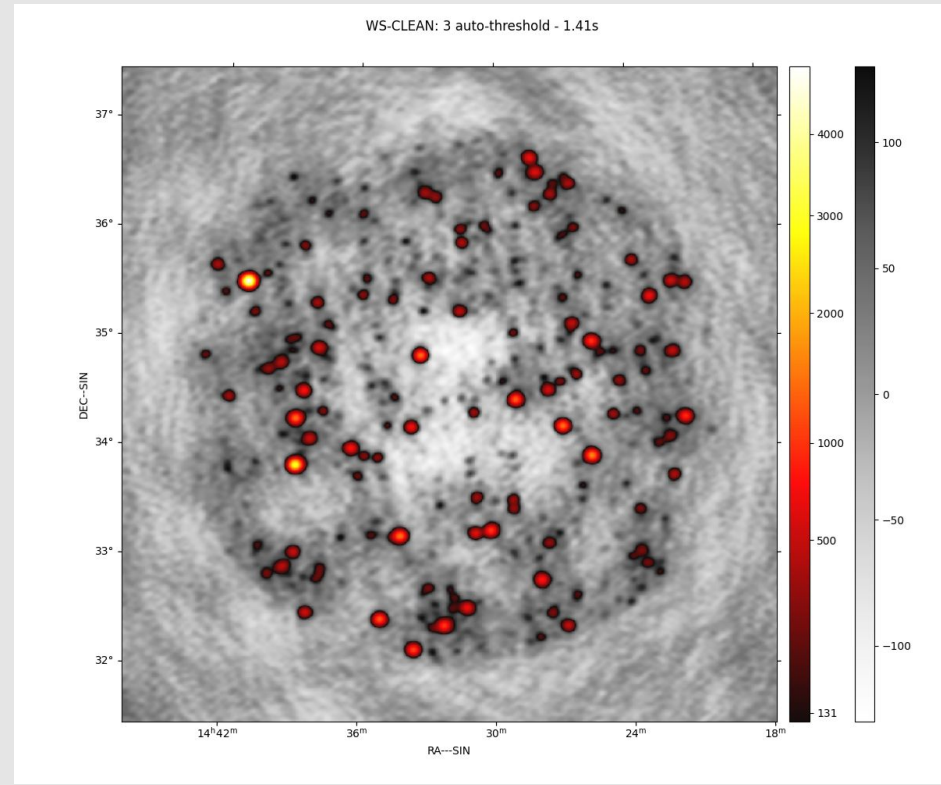 WS-CLEAN: 3 auto-threshold - 1.41s
37°
36°
35°
34°
33°
32°
DEC--SIN
14ʰ42ᵐ
36ᵐ
30ᵐ
24ᵐ
18ᵐ
RA---SIN
4000
3000
2000
1000
500
131
100
50
0
−50
−100